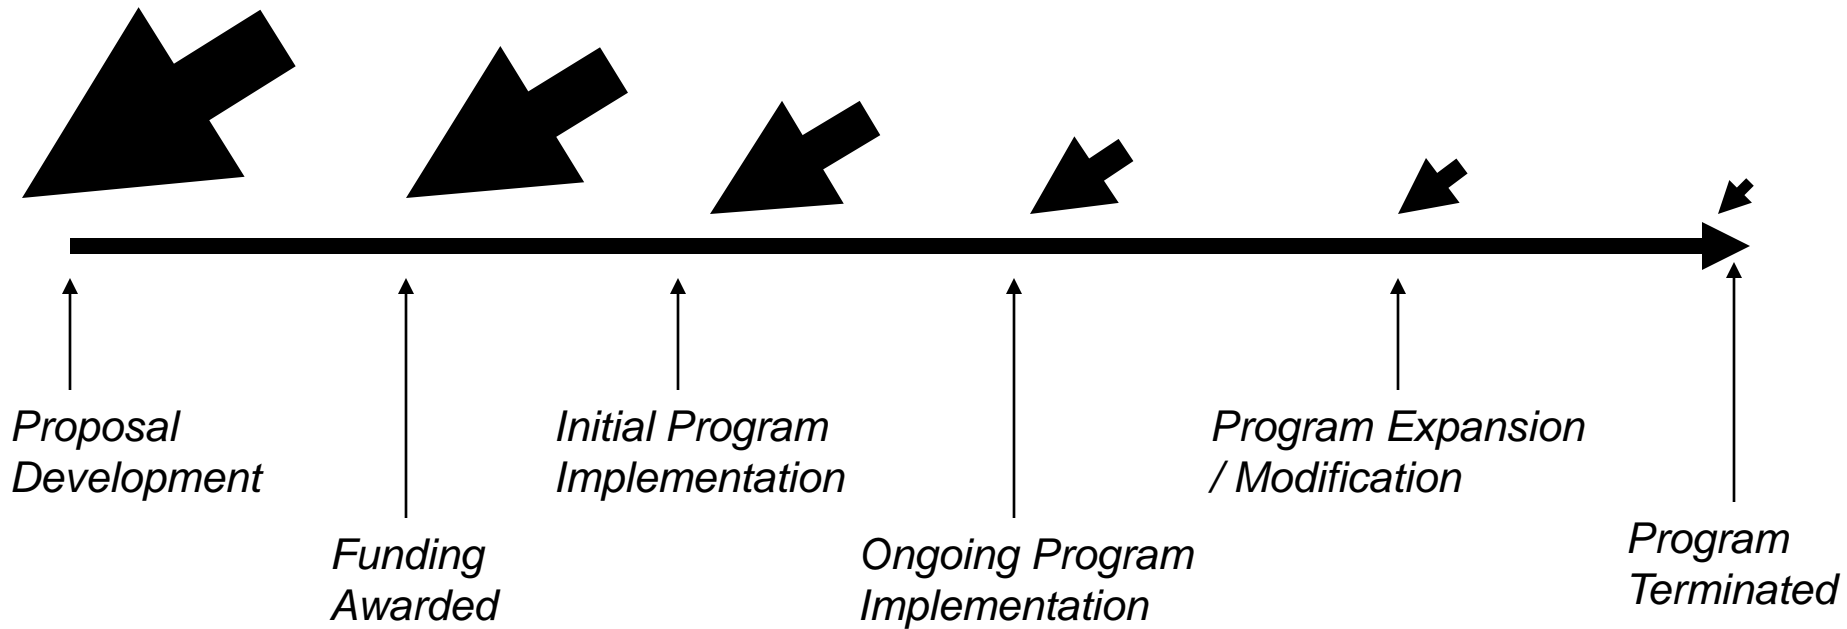 Proposal
Development
Funding
Awarded
Initial Program
Implementation
Ongoing Program
Implementation
Program Expansion
/ Modification
Program
Terminated